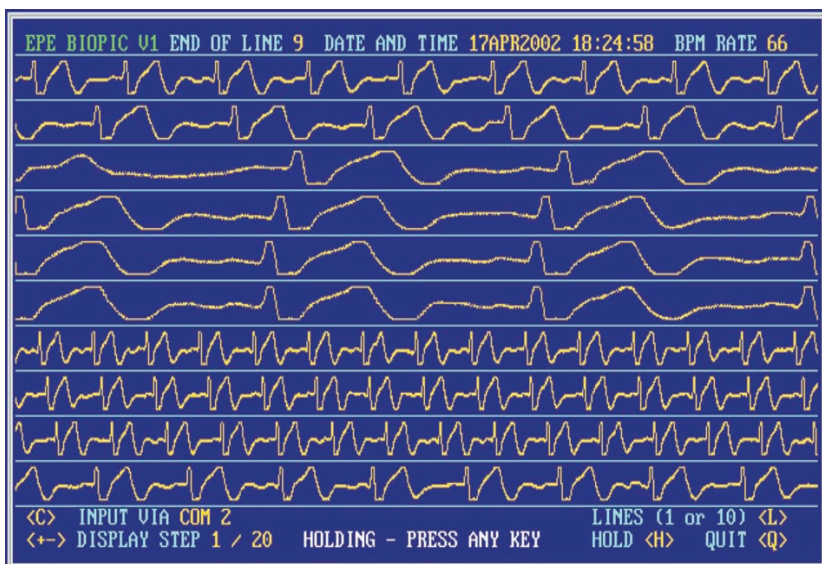 EPE BIOPIC V1 END OF LINE 9 DATE AND TIME 17APR2002 18:24:58 BPM RATE 66
<C> INPUT VIA COM 2 LINES (1 or 10) <L>
<+-> DISPLAY STEP 1 / 20 HOLDING - PRESS ANY KEY HOLD <H> QUIT <Q>